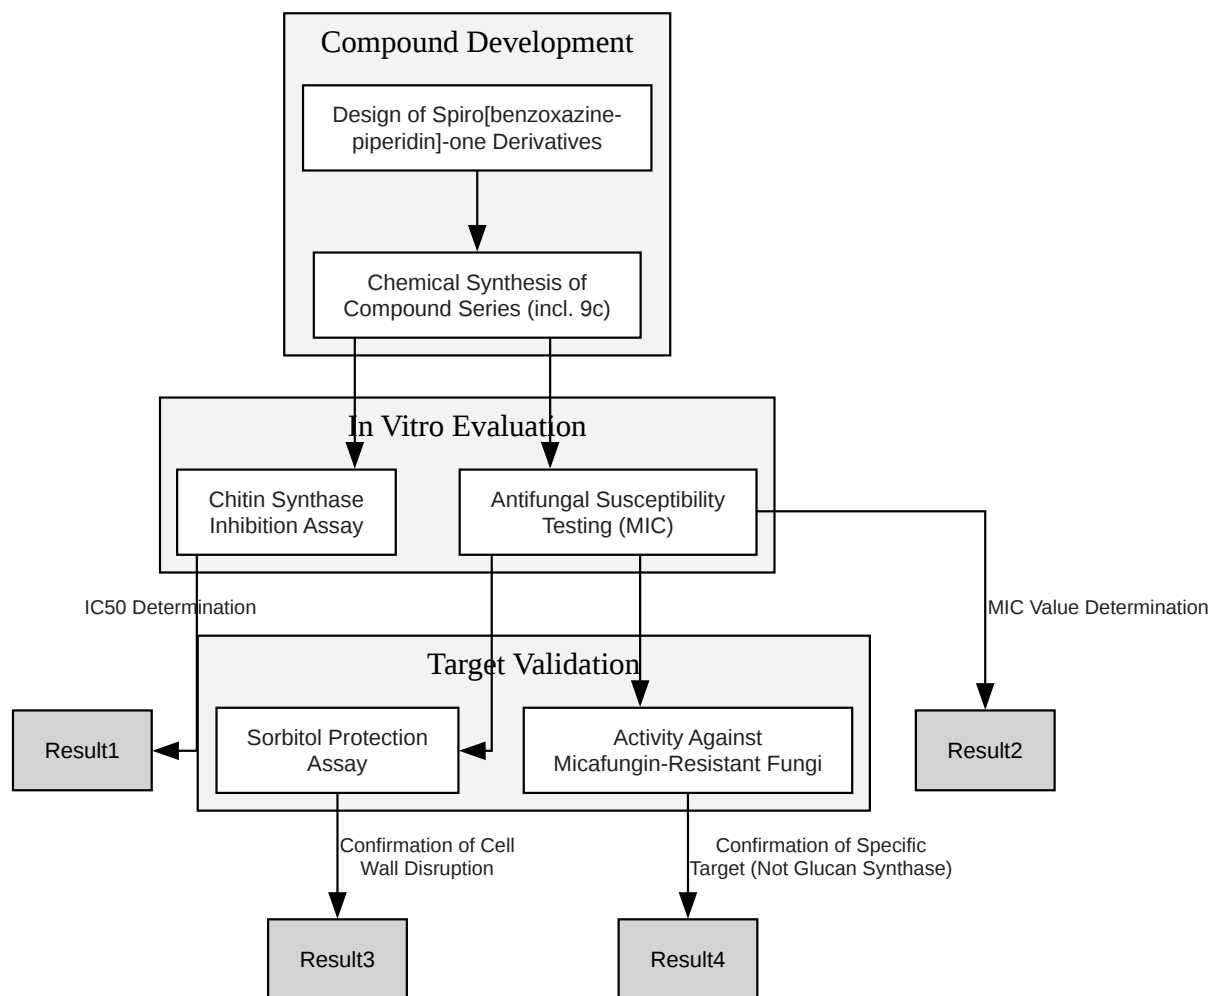 Compound Development
Design of Spiro[benzoxazine-
piperidin]-one Derivatives
Chemical Synthesis of
Compound Series (incl. 9c)
In Vitro Evaluation
Chitin Synthase
Inhibition Assay
Antifungal Susceptibility
Testing (MIC)
IC50 Determination
MIC Value Determination
Target Validation
Result1
Sorbitol Protection
Assay
Activity Against
Micafungin-Resistant Fungi
Result2
Confirmation of Cell
Wall Disruption
Confirmation of Specific
Target (Not Glucan Synthase)
Result3
Result4